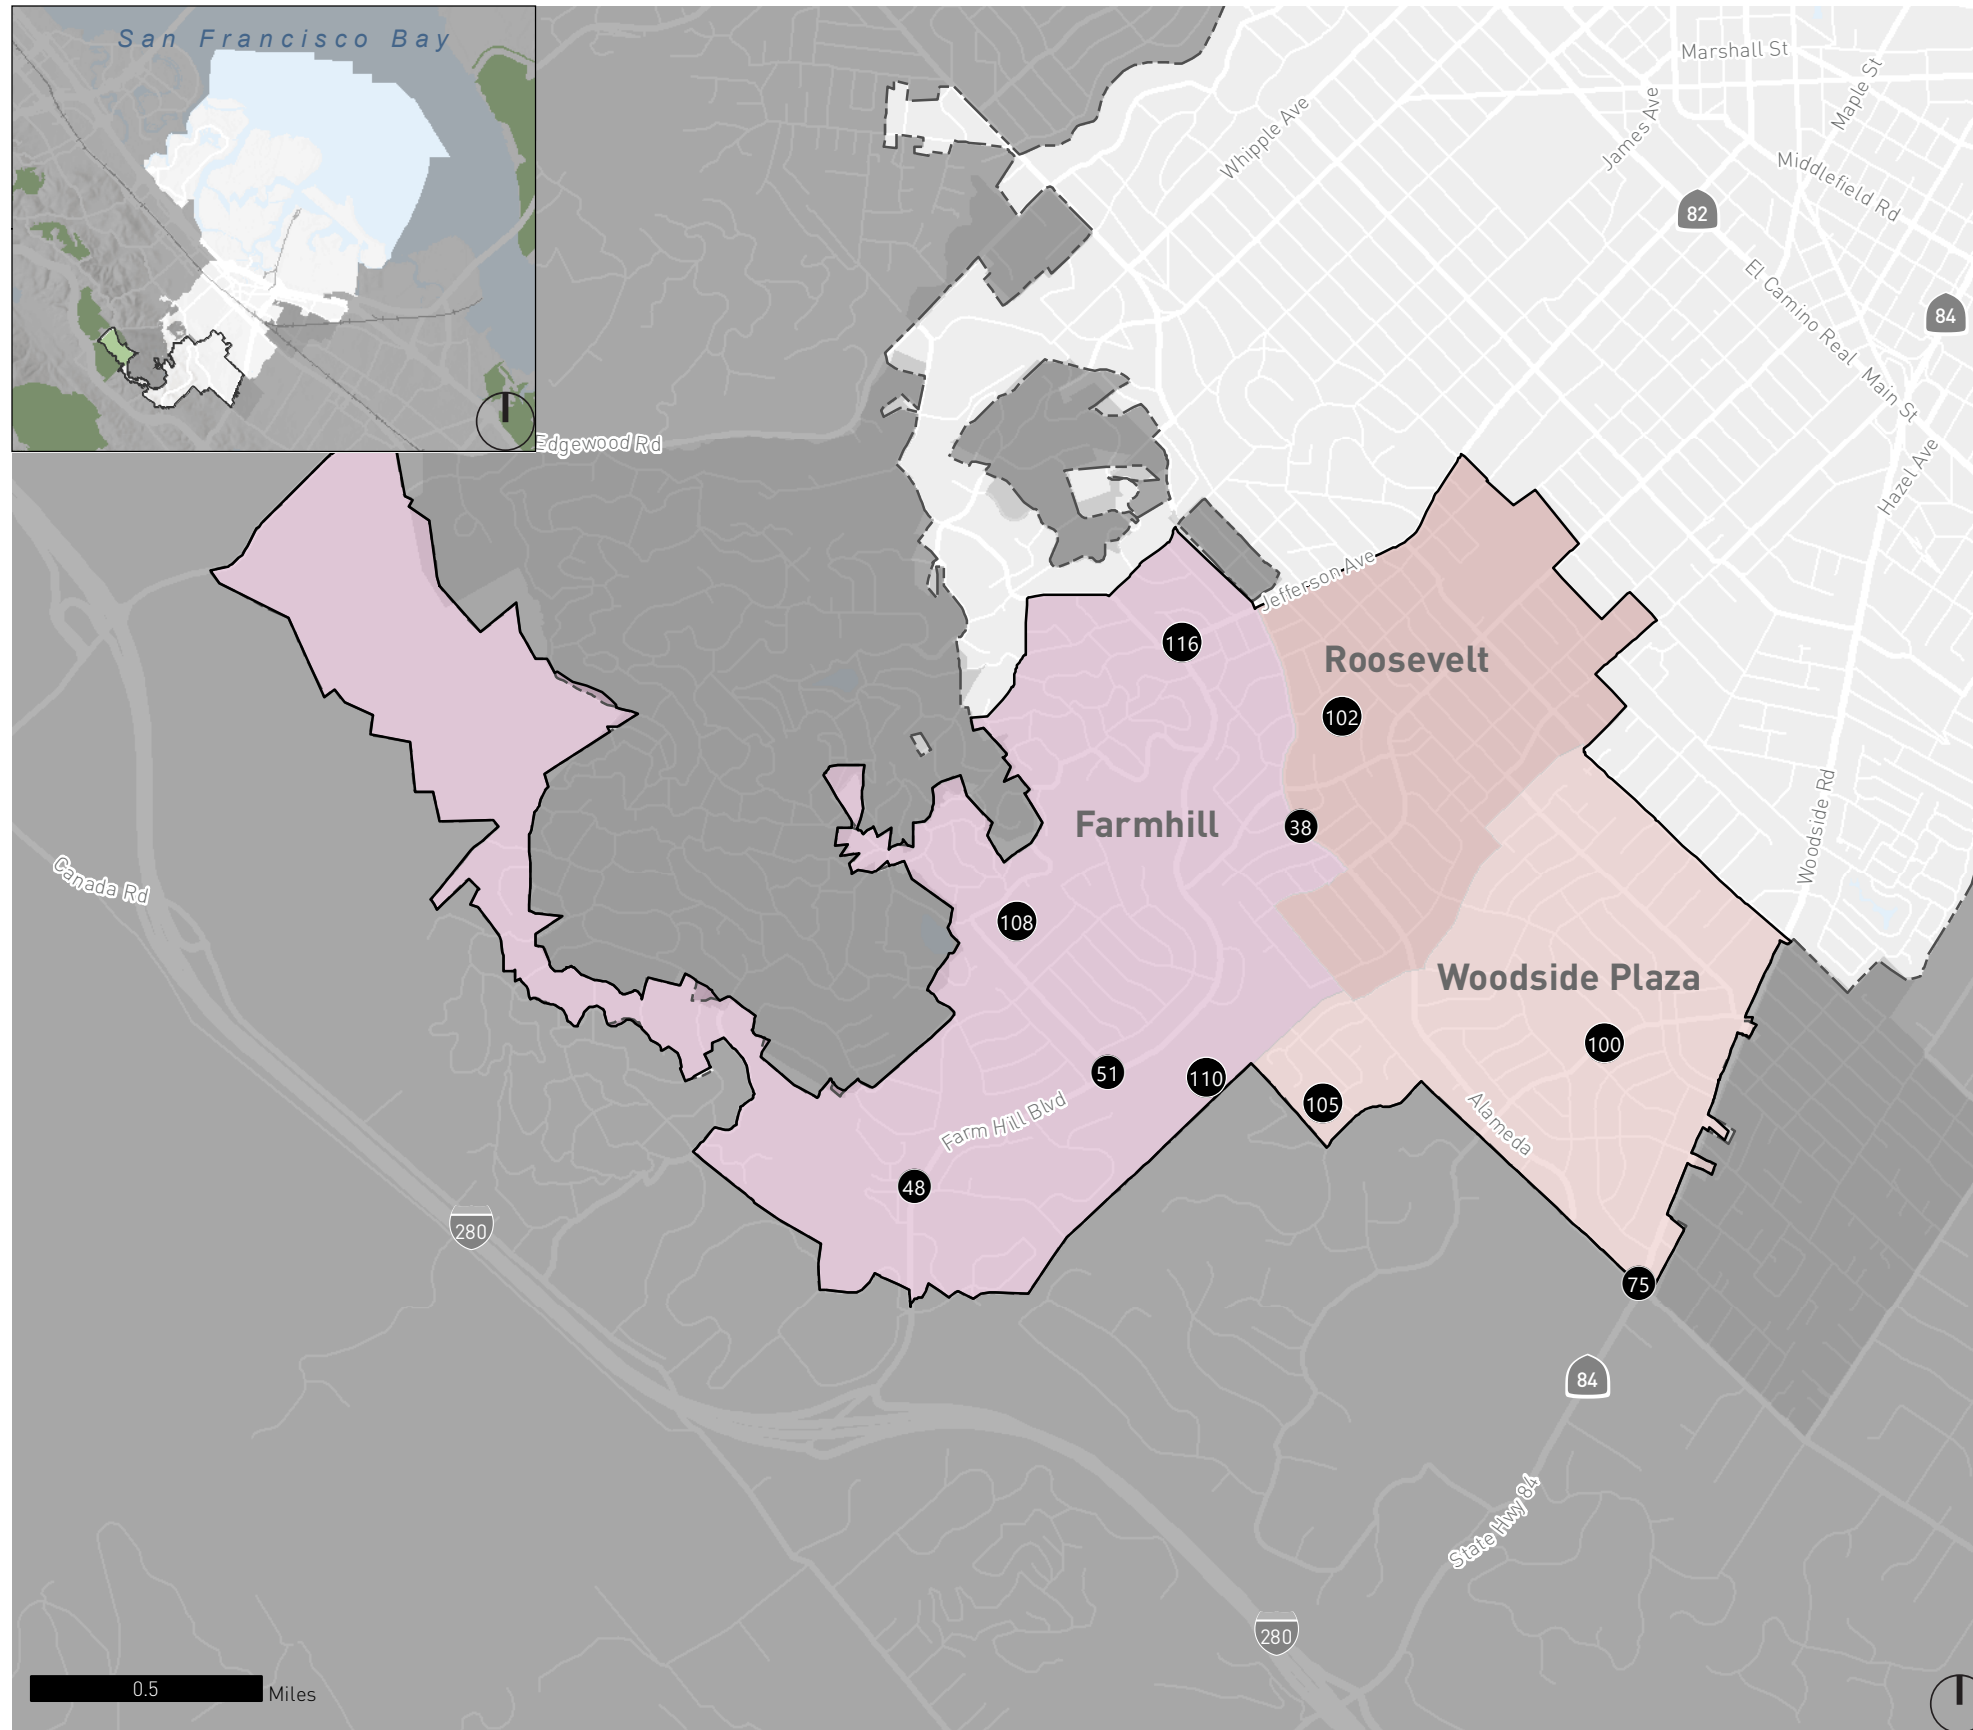 San Francisco Bay
Marshall St
Maple St
James Ave
Whipple Ave
Middlefield Rd
82
El Camino Real
84
Main St
Edgewood Rd
Hazel Ave
Jefferson Ave
116
Roosevelt
102
Farmhill
38
Woodside Rd
Canada Rd
108
Woodside Plaza
100
51
110
105
Farm Hill Blvd
Alameda
48
280
75
84
State Hwy 84
280
0.5
Miles